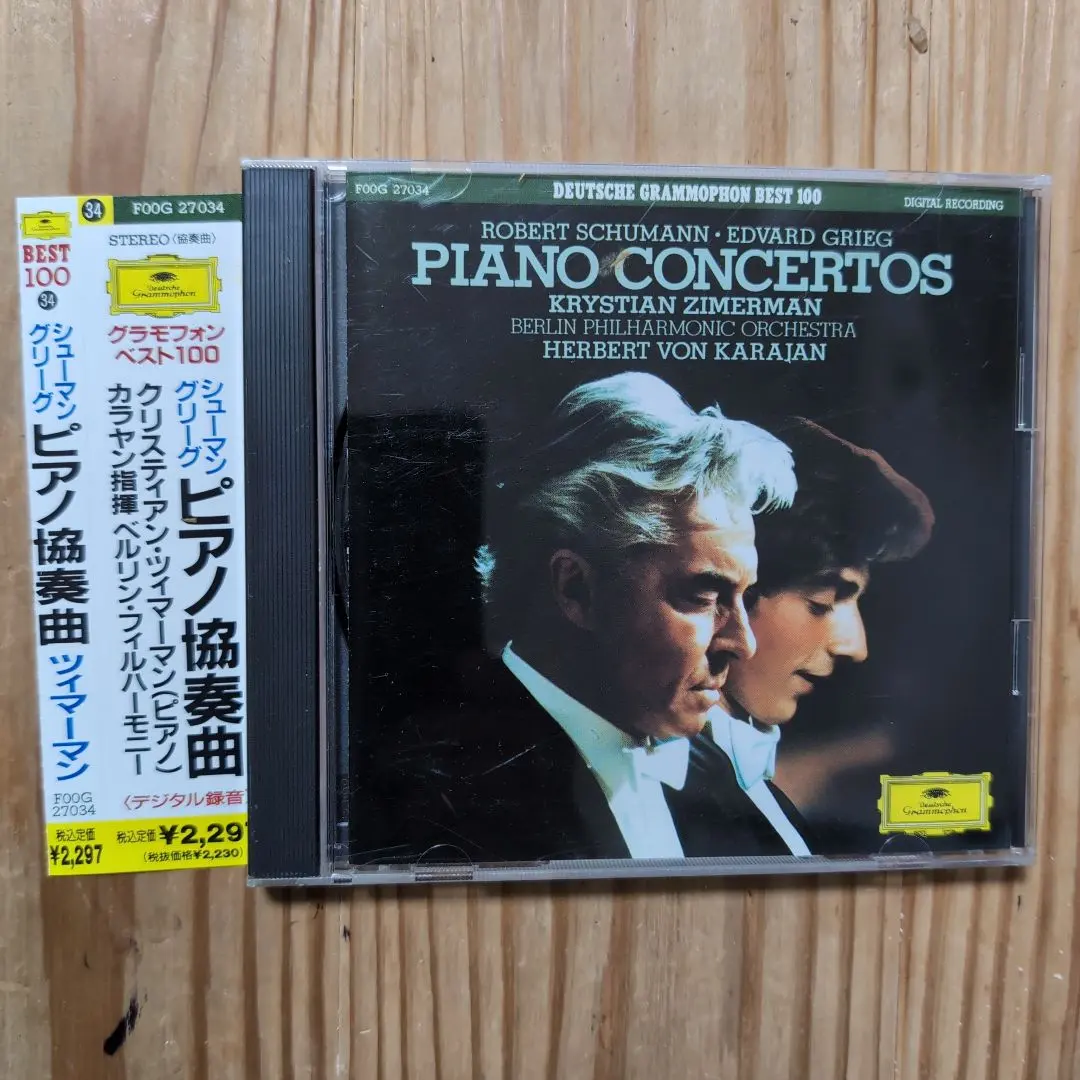 BEST
100
34
シューマン
グリーグ
ピアノ協奏曲
ツィマーマン
F00G
27034
税込定価
¥2,297
34
F00G 27034
STEREO〈協奏曲〉
Deutsche
Grammophon
グラモフォン
ベスト100
シューマン
グリーグ
ピアノ協奏曲
クリスティアン・ツィマーマン(ピアノ)
カラヤン指揮 ベルリン・フィルハーモニー
〈デジタル録音
税込定価 ¥2,29
(税抜価格¥2,230)
F00G 27034
DEUTSCHE GRAMMOPHON BEST 100
DIGITAL RECORDING
ROBERT SCHUMANN · EDVARD GRIEG
PIANO CONCERTOS
KRYSTIAN ZIMERMAN
BERLIN PHILHARMONIC ORCHESTRA
HERBERT VON KARAJAN
Deutsche
Grammophon